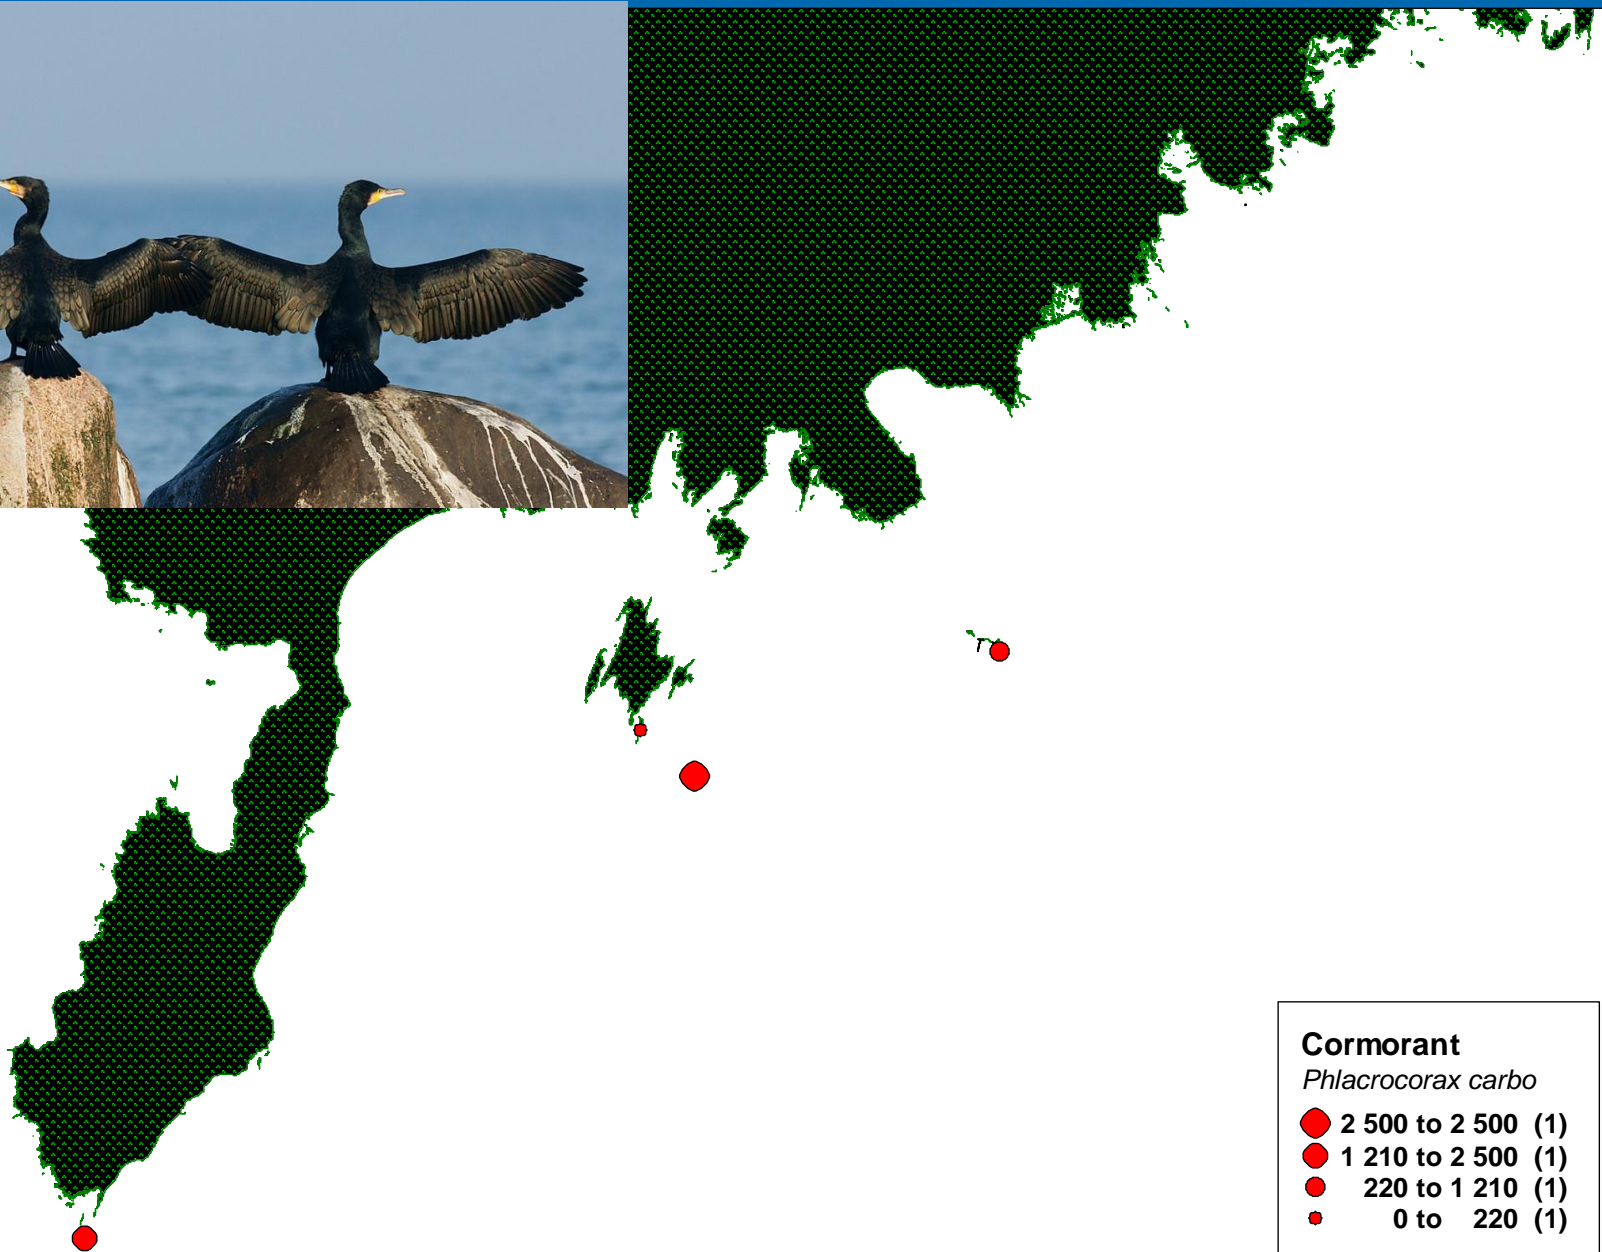 T
Cormorant
Phlacrocorax carbo
2 500 to 2 500 (1)
1 210 to 2 500 (1)
220 to 1 210 (1)
0 to 220 (1)